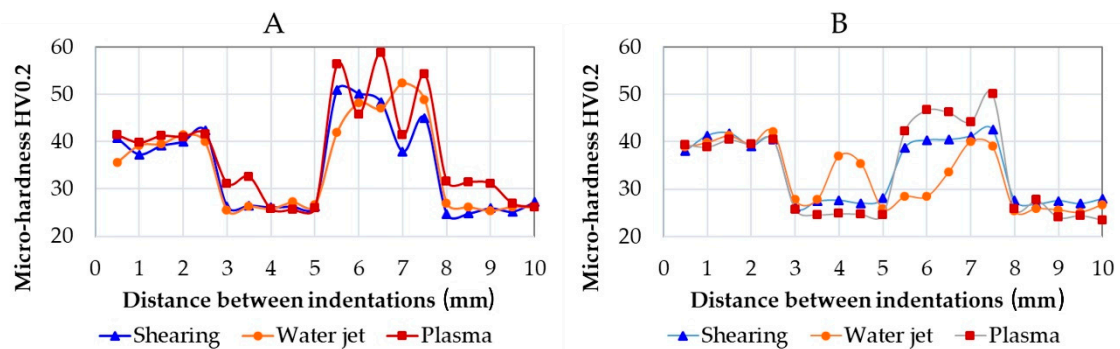 A
Micro-hardness HV0.2
60
50
40
30
20
0 1 2 3 4 5 6 7 8 9 10
Distance between indentations (mm)
Shearing Water jet Plasma
B
Micro-hardness HV0.2
60
50
40
30
20
0 1 2 3 4 5 6 7 8 9 10
Distance between indentations (mm)
Shearing Water jet Plasma